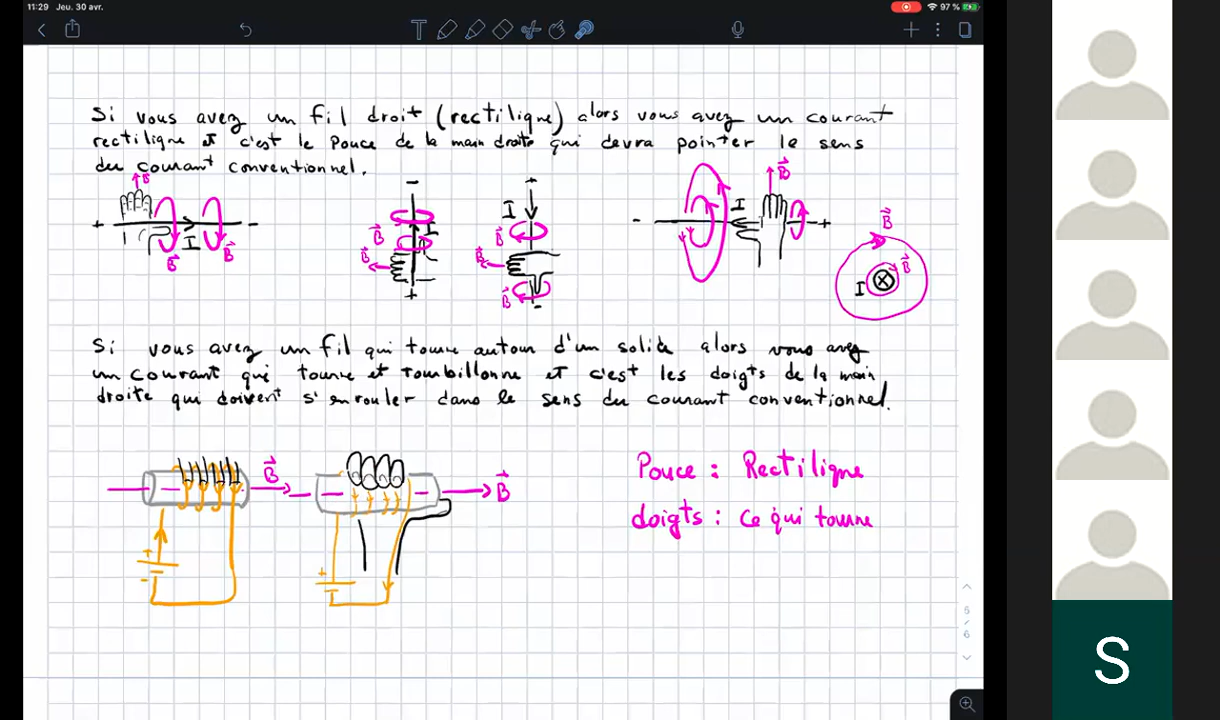 11:29 Jeu. 30 avr.
97 %
Si vous avez un fil droit (rectiligne) alors vous avez un courant
rectiligne et c'est le Pouce de la main droite qui devra pointer le sens
du courant conventionnel.
B
+ I -
B B
-
I
B
B
+
+
I
B
B
B
-
B
- I +
B
B
I
Si vous avez un fil qui tourne autour d'un solide alors vous avez
un courant qui tourne et tourbillonne et c'est les doigts de la main
droite qui doivent s'enrouler dans le sens du courant conventionnel.
B
B
+
-
+
Pouce : Rectiligne
doigts : Ce qui tourne
5
/
6
S